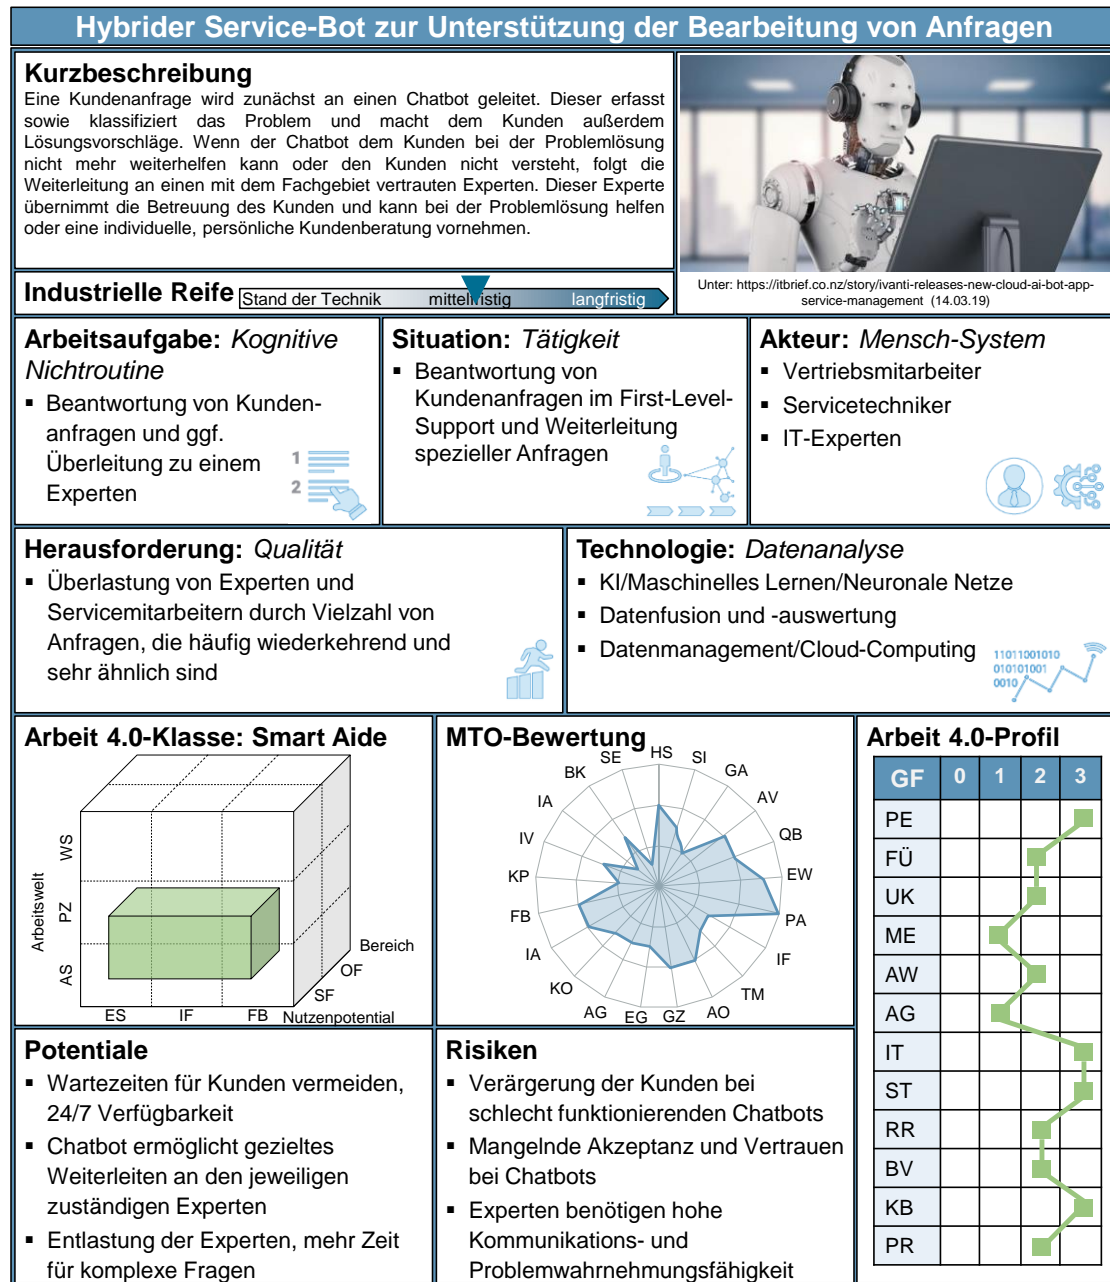 Hybrider Service-Bot zur Unterstützung der Bearbeitung von Anfragen
Kurzbeschreibung
Eine Kundenanfrage wird zunächst an einen Chatbot geleitet. Dieser erfasst
sowie klassifiziert das Problem und macht dem Kunden außerdem
Lösungsvorschläge. Wenn der Chatbot dem Kunden bei der Problemlösung
nicht mehr weiterhelfen kann oder den Kunden nicht versteht, folgt die
Weiterleitung an einen mit dem Fachgebiet vertrauten Experten. Dieser Experte
übernimmt die Betreuung des Kunden und kann bei der Problemlösung helfen
oder eine individuelle, persönliche Kundenberatung vornehmen.
Unter: https://itbrief.co.nz/story/ivanti-releases-new-cloud-ai-bot-app-
service-management (14.03.19)
Industrielle Reife
Stand der Technik mittelfristig langfristig
Arbeitsaufgabe: Kognitive
Nichtroutine
▪ Beantwortung von Kunden-
anfragen und ggf.
Überleitung zu einem
Experten
1
2
Situation: Tätigkeit
▪ Beantwortung von
Kundenanfragen im First-Level-
Support und Weiterleitung
spezieller Anfragen
Akteur: Mensch-System
▪ Vertriebsmitarbeiter
▪ Servicetechniker
▪ IT-Experten
Herausforderung: Qualität
▪ Überlastung von Experten und
Servicemitarbeitern durch Vielzahl von
Anfragen, die häufig wiederkehrend und
sehr ähnlich sind
Technologie: Datenanalyse
▪ KI/Maschinelles Lernen/Neuronale Netze
▪ Datenfusion und -auswertung
▪ Datenmanagement/Cloud-Computing
11011001010
010101001
0010
Arbeit 4.0-Klasse: Smart Aide
Arbeitswelt
WS
PZ
AS
ES IF FB Nutzenpotential
SF
OF
Bereich
MTO-Bewertung
HS
SI
GA
AV
QB
EW
PA
IF
TM
AO
GZ
EG
AG
KO
IA
FB
KP
IV
IA
BK
SE
Arbeit 4.0-Profil
GF 0 1 2 3
PE
FÜ
UK
ME
AW
AG
IT
ST
RR
BV
KB
PR
Potentiale
▪ Wartezeiten für Kunden vermeiden,
24/7 Verfügbarkeit
▪ Chatbot ermöglicht gezieltes
Weiterleiten an den jeweiligen
zuständigen Experten
▪ Entlastung der Experten, mehr Zeit
für komplexe Fragen
Risiken
▪ Verärgerung der Kunden bei
schlecht funktionierenden Chatbots
▪ Mangelnde Akzeptanz und Vertrauen
bei Chatbots
▪ Experten benötigen hohe
Kommunikations- und
Problemwahrnehmungsfähigkeit